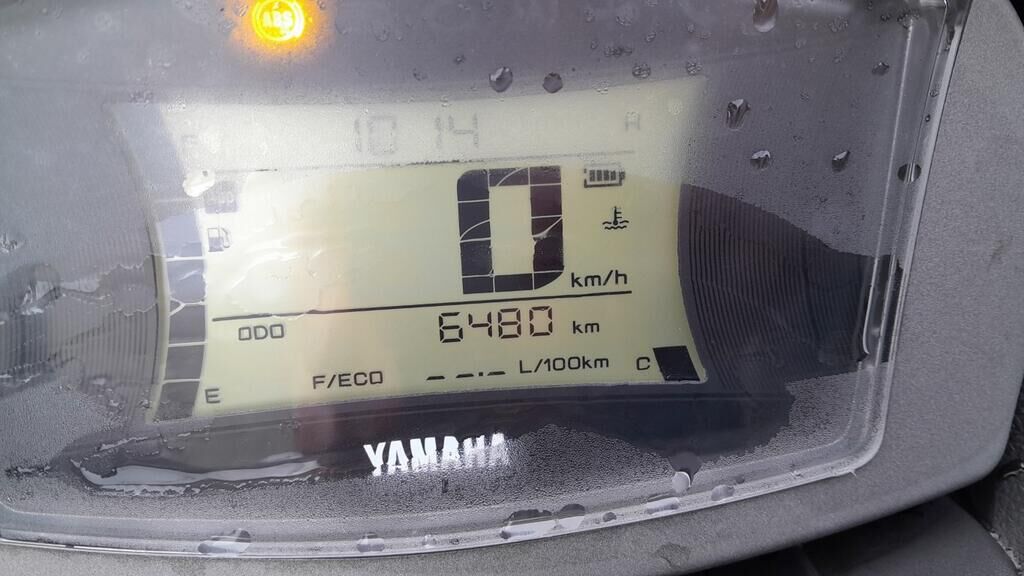 ABS
F 10 14 H
0 km/h
ODO 6480 km
F/ECO --.- L/100km C
E
YAMAHA